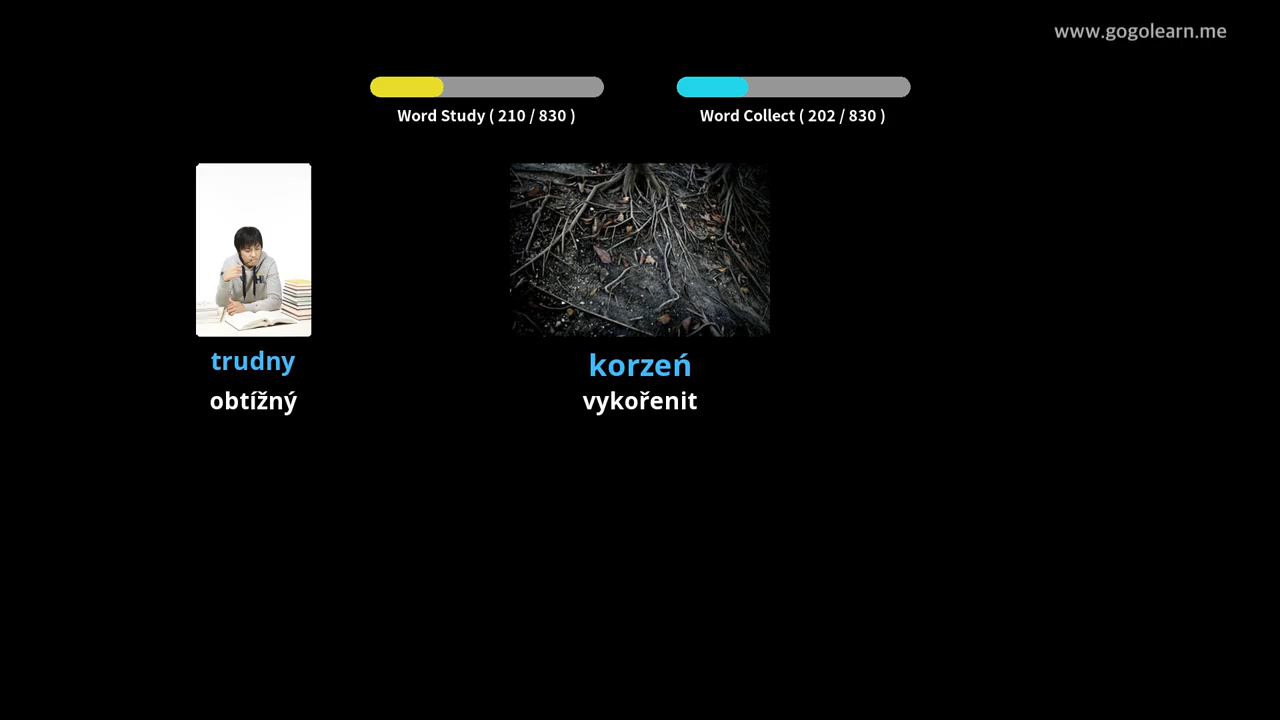 www.gogolearn.me
Word Study ( 210 / 830 )
Word Collect ( 202 / 830 )
trudny
obtížný
korzeń
vykořenit